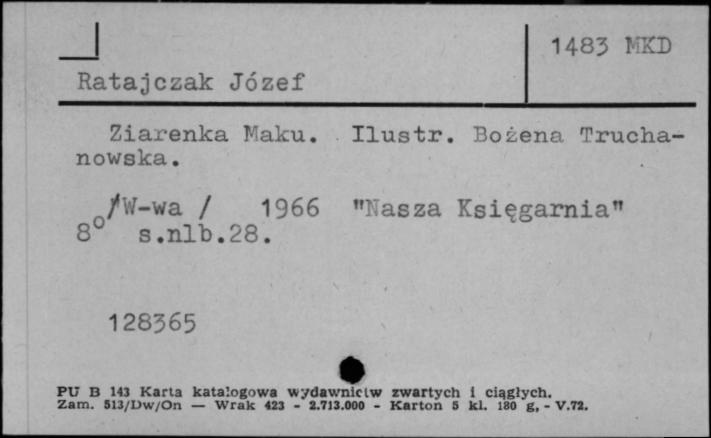 1483 MKD
Ratajczak Józef
Ziarenka Maku. Ilustr. Bożena Trucha-
nowska.
/W-wa / 1966 "Nasza Księgarnia"
8° s.nlb.28.
128365
PU B 143 Karta katalogowa wydawnictw zwartych i ciągłych.
Zam. 513/Dw/On — Wrak 423 - 2.713.000 - Karton 5 kl. 180 g, - V.72.